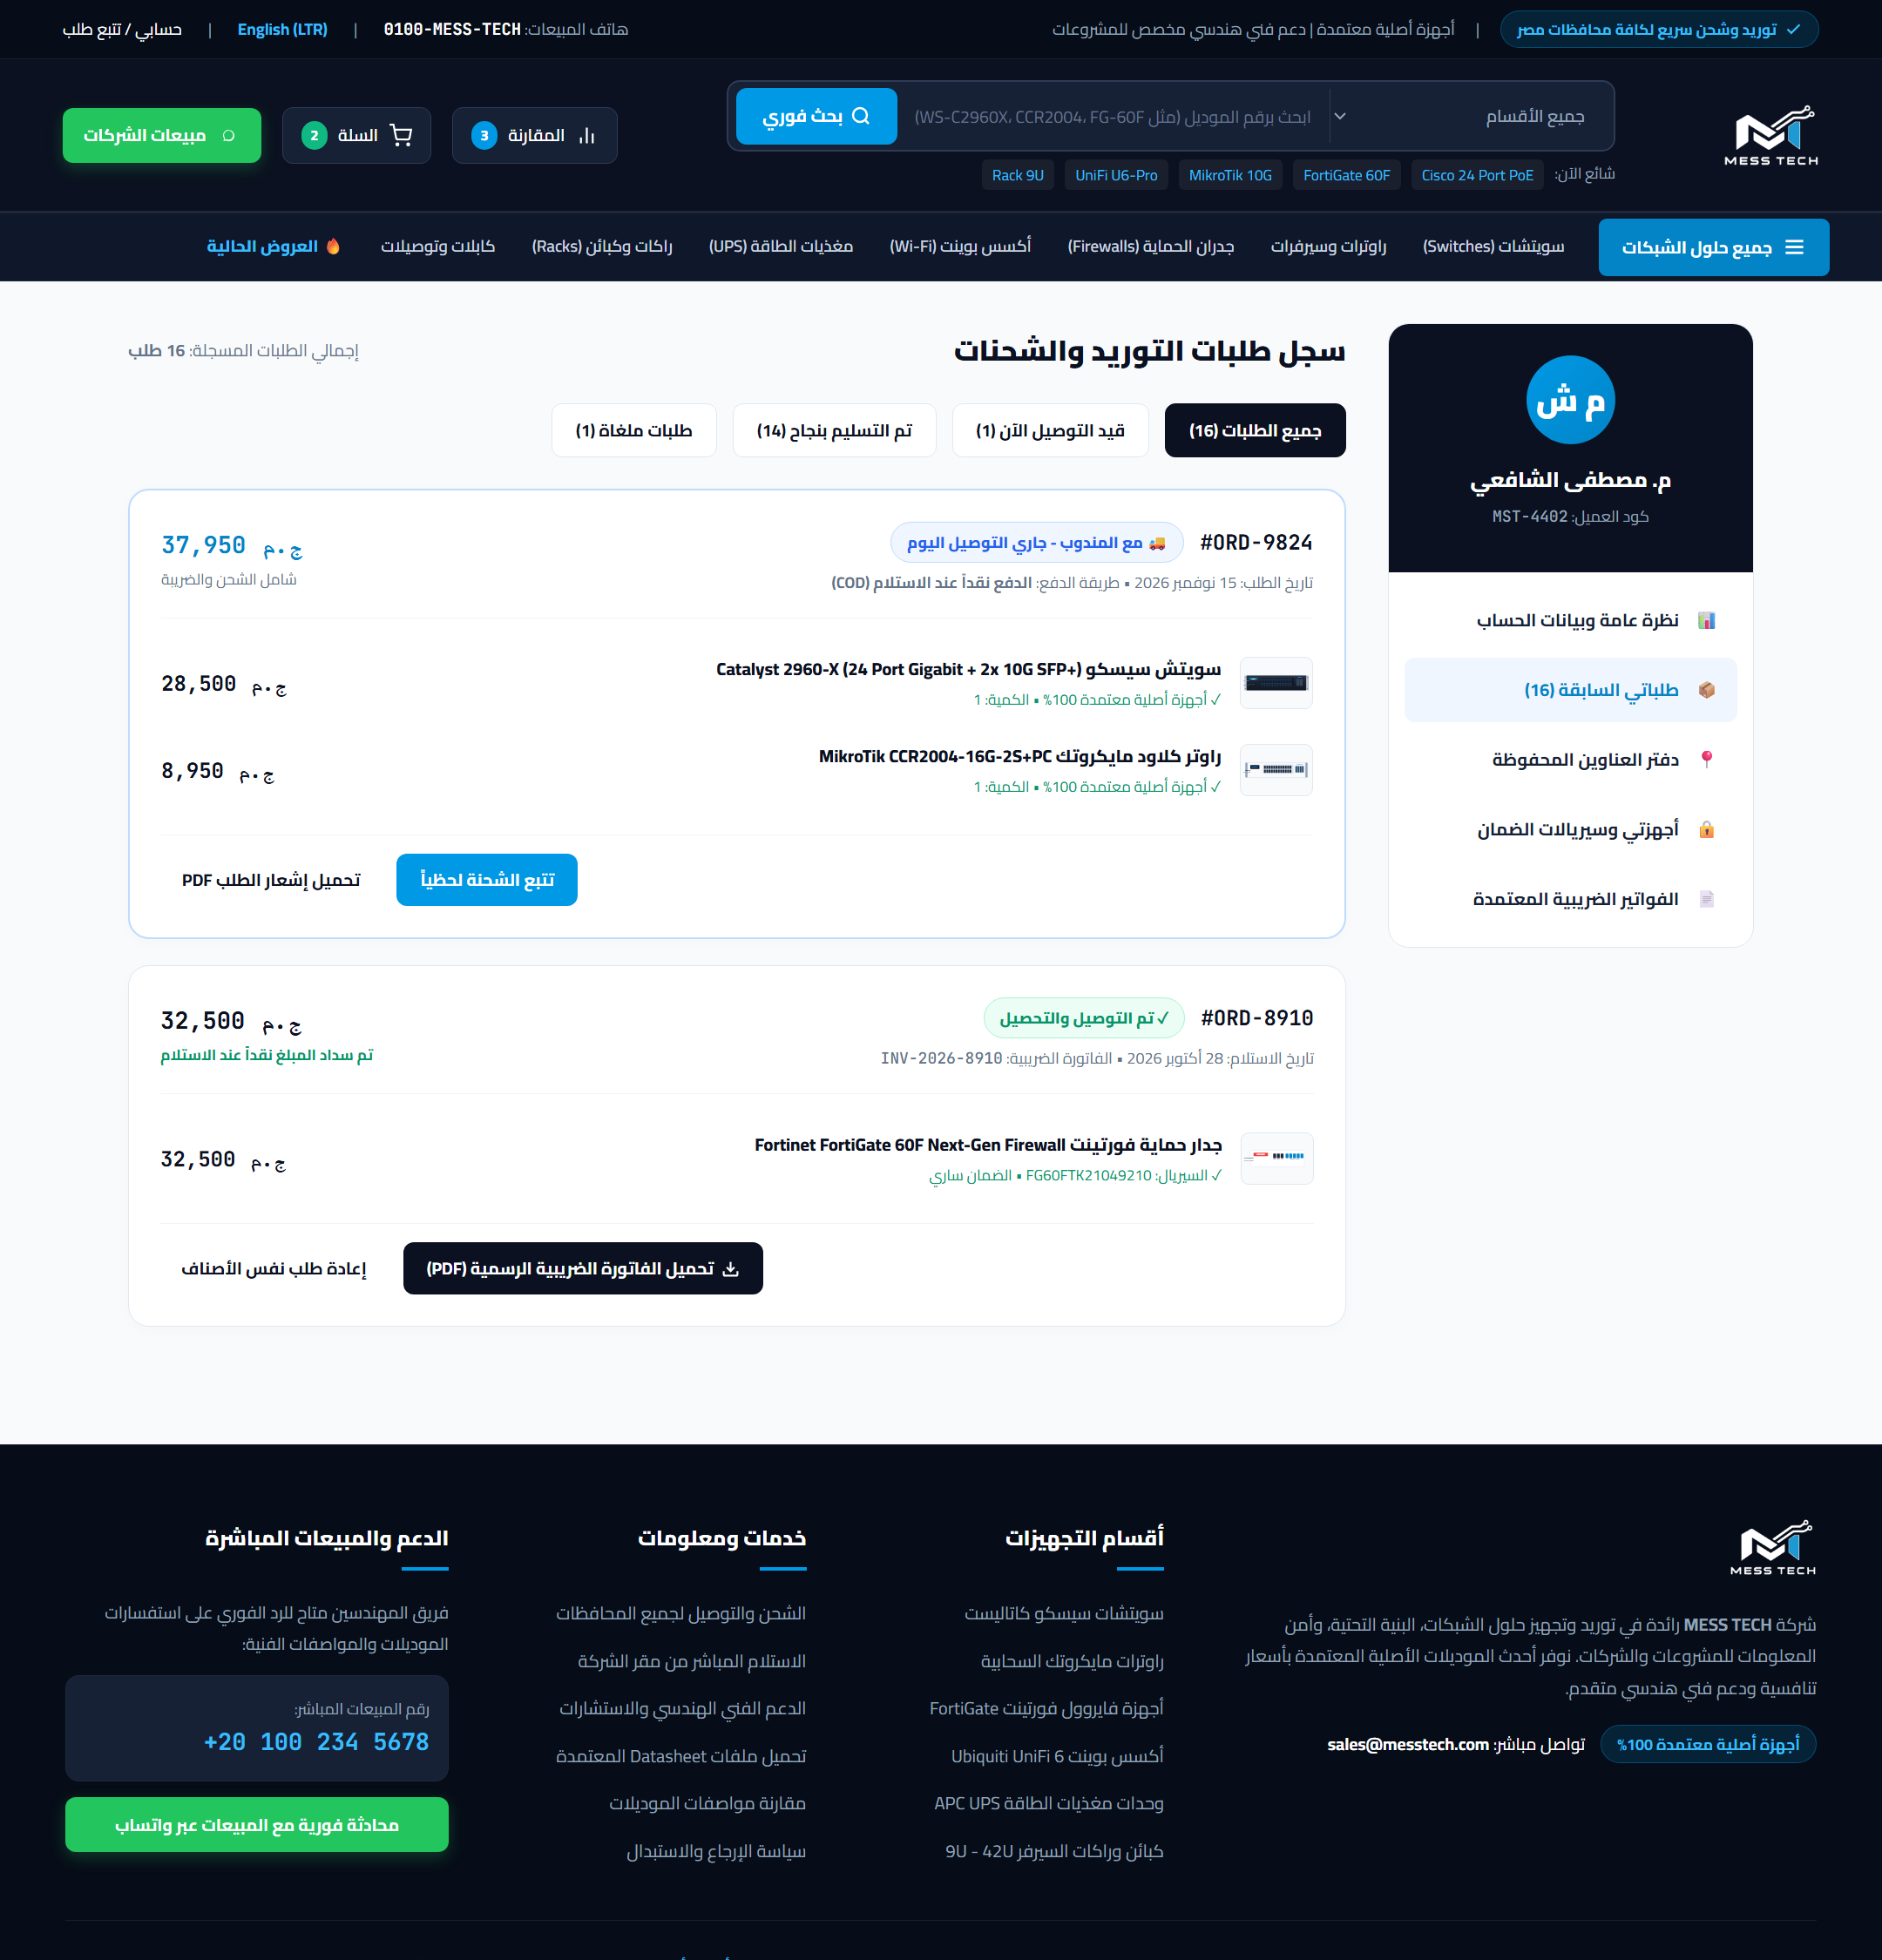 توريد وشحن سريع لكافة محافظات مصر | أجهزة أصلية معتمدة | دعم فني هندسي مخصص للمشروعات
هاتف المبيعات: 0100-MESS-TECH | English (LTR) | حسابي / تتبع طلب
MESS TECH
جميع الأقسام
ابحث برقم الموديل (مثل WS-C2960X، CCR2004، FG-60F)
بحث فوري
شائع الآن: Cisco 24 Port PoE FortiGate 60F MikroTik 10G UniFi U6-Pro Rack 9U
المقارنة 3
السلة 2
مبيعات الشركات
جميع حلول الشبكات
سويتشات (Switches)
راوترات وسيرفرات
جدران الحماية (Firewalls)
أكسس بوينت (Wi-Fi)
مغذيات الطاقة (UPS)
راكات وكبائن (Racks)
كابلات وتوصيلات
🔥 العروض الحالية
م ش
م. مصطفى الشافعي
كود العميل: MST-4402
📊 نظرة عامة وبيانات الحساب
📦 طلباتي السابقة (16)
📍 دفتر العناوين المحفوظة
🔒 أجهزتي وسيريالات الضمان
📄 الفواتير الضريبية المعتمدة
سجل طلبات التوريد والشحنات
إجمالي الطلبات المسجلة: 16 طلب
جميع الطلبات (16)
قيد التوصيل الآن (1)
تم التسليم بنجاح (14)
طلبات ملغاة (1)
#ORD-9824
🚚 مع المندوب - جاري التوصيل اليوم
37,950 ج.م
تاريخ الطلب: 15 نوفمبر 2026 • طريقة الدفع: الدفع نقداً عند الاستلام (COD)
شامل الشحن والضريبة
سويتش سيسكو Catalyst 2960-X (24 Port Gigabit + 2x 10G SFP+)
✓ أجهزة أصلية معتمدة 100% • الكمية: 1
28,500 ج.م
راوتر كلاود مايكروتك MikroTik CCR2004-16G-2S+PC
✓ أجهزة أصلية معتمدة 100% • الكمية: 1
8,950 ج.م
تتبع الشحنة لحظياً
تحميل إشعار الطلب PDF
#ORD-8910
✓ تم التوصيل والتحصيل
32,500 ج.م
تاريخ الاستلام: 28 أكتوبر 2026 • الفاتورة الضريبية: INV-2026-8910
تم سداد المبلغ نقداً عند الاستلام
جدار حماية فورتينت Fortinet FortiGate 60F Next-Gen Firewall
✓ السيريال: FG60FTK21049210 • الضمان ساري
32,500 ج.م
تحميل الفاتورة الضريبية الرسمية (PDF)
إعادة طلب نفس الأصناف
MESS TECH
شركة MESS TECH رائدة في توريد وتجهيز حلول الشبكات، البنية التحتية، وأمن
المعلومات للمشروعات والشركات. نوفر أحدث الموديلات الأصلية المعتمدة بأسعار
تنافسية ودعم فني هندسي متقدم.
أجهزة أصلية معتمدة 100%
تواصل مباشر: sales@messtech.com
أقسام التجهيزات
سويتشات سيسكو كاتاليست
راوترات مايكروتك السحابية
أجهزة فايروول فورتينت FortiGate
أكسس بوينت Ubiquiti UniFi 6
وحدات مغذيات الطاقة APC UPS
كبائن وراكات السيرفر 9U - 42U
خدمات ومعلومات
الشحن والتوصيل لجميع المحافظات
الاستلام المباشر من مقر الشركة
الدعم الفني الهندسي والاستشارات
تحميل ملفات Datasheet المعتمدة
مقارنة مواصفات الموديلات
سياسة الإرجاع والاستبدال
الدعم والمبيعات المباشرة
فريق المهندسين متاح للرد الفوري على استفسارات
الموديلات والمواصفات الفنية:
رقم المبيعات المباشر:
+20 100 234 5678
محادثة فورية مع المبيعات عبر واتساب